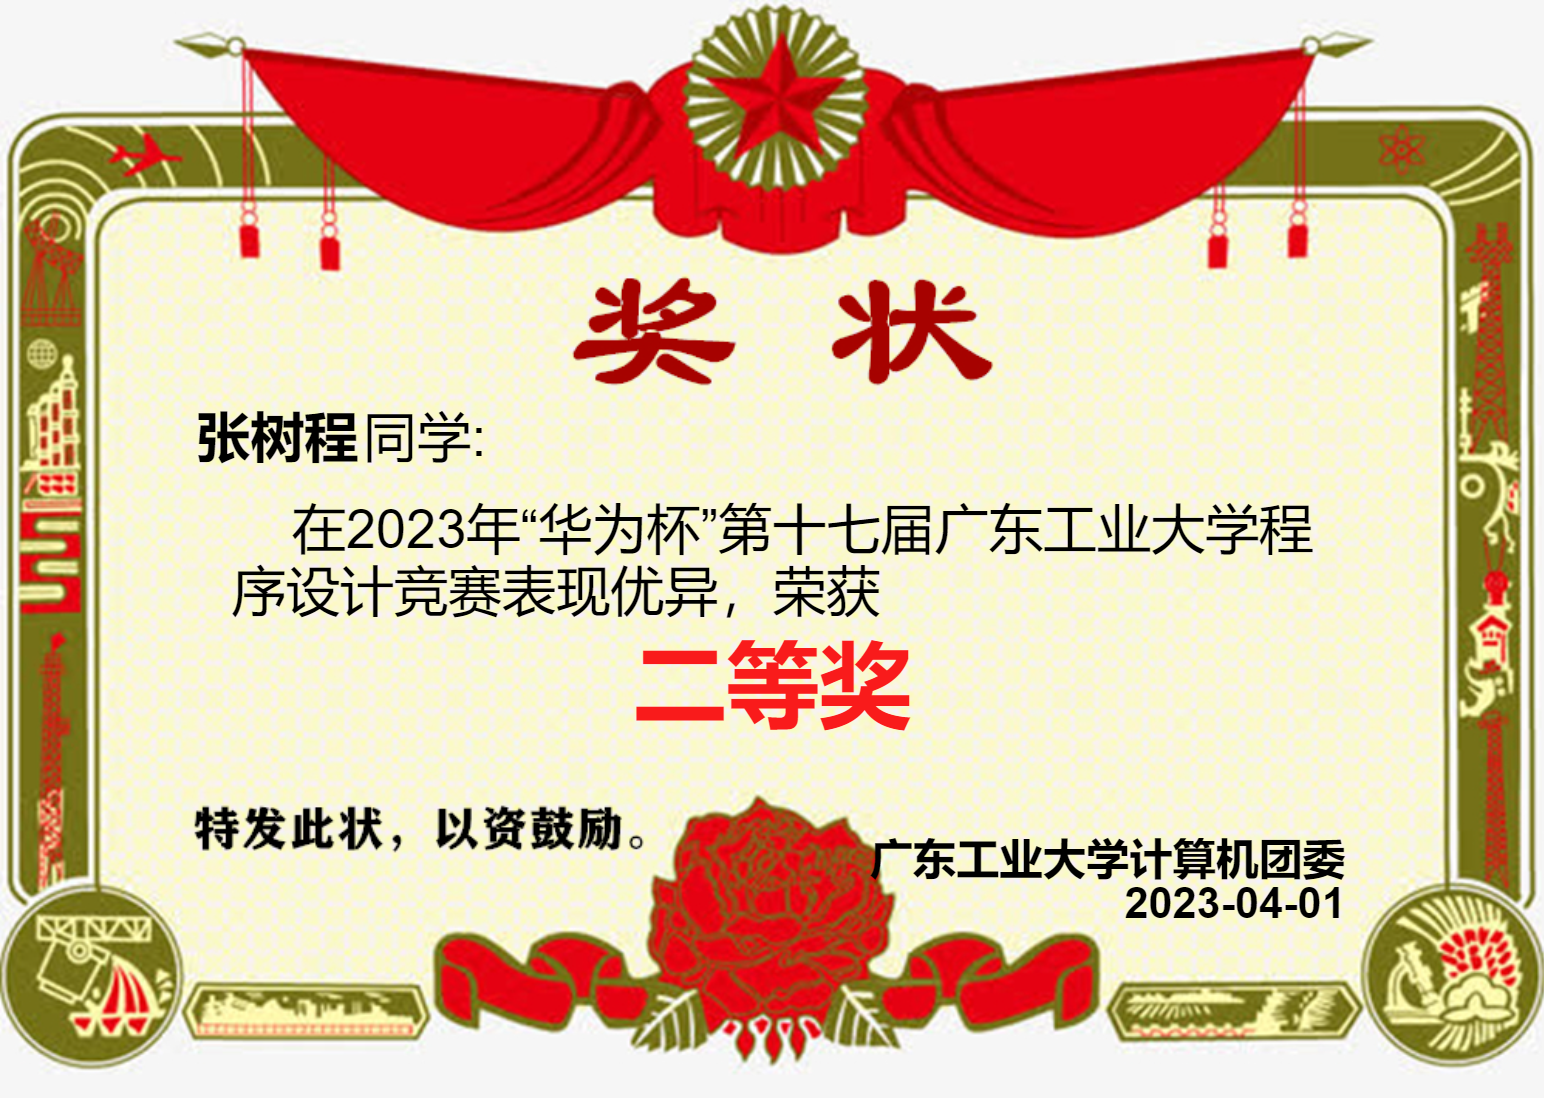 奖 状
张树程同学:
在2023年“华为杯”第十七届广东工业大学程
序设计竞赛表现优异，荣获
二等奖
特发此状，以资鼓励。
广东工业大学计算机团委
2023-04-01